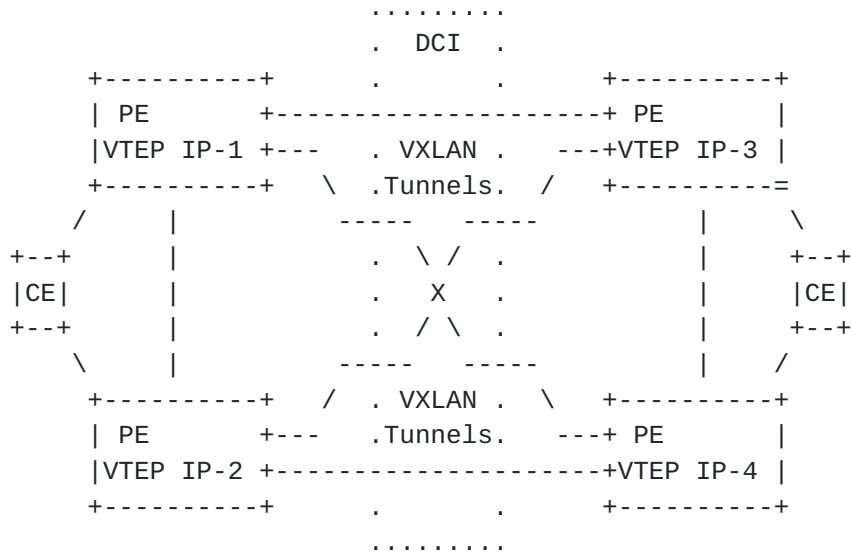 .........
. DCI .
+----------+ . . +----------+
| PE +---------------------+ PE |
|VTEP IP-1 +--- . VXLAN . ---+VTEP IP-3 |
+----------+ \ .Tunnels. / +----------=
/ | ----- ----- | \
+--+ | . \ / . | +--+
|CE| | . X . | |CE|
+--+ | . / \ . | +--+
\ | ----- ----- | /
+----------+ / . VXLAN . \ +----------+
| PE +--- .Tunnels. ---+ PE |
|VTEP IP-2 +---------------------+VTEP IP-4 |
+----------+ . . +----------+
.........